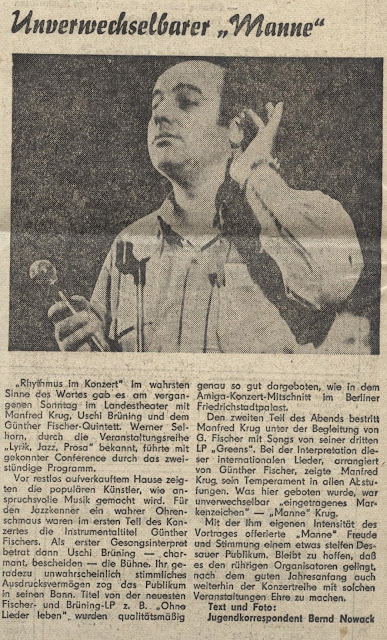 Unverwechselbarer „Manne“
„Rhythmus im Konzert“ im wahrsten
Sinne des Wortes gab es am vergan-
genen Sonntag im Landestheater mit
Manfred Krug, Uschi Brüning und dem
Günther Fischer-Quintett. Werner Sel-
horn, durch die Veranstaltungsreihe
„Lyrik, Jazz, Prosa“ bekannt, führte mit
gekonnter Conference durch das zwei-
stündige Programm.
Vor restlos aufverkauftem Hause zeig-
ten die populären Künstler, wie an-
spruchsvolle Musik gemacht wird. Für
den Jazzkenner ein wahrer Ohren-
schmaus waren im ersten Teil des Kon-
zertes die Instrumentaltitel Günther
Fischers. Als erster Gesangsinterpret
betrat dann Uschi Brüning — char-
mant, bescheiden — die Bühne. Ihr ge-
radezu unwahrscheinlich stimmliches
Ausdrucksvermögen zog das Publikum
in seinen Bann. Titel von der neuesten
Fischer- und Brüning-LP z. B. „Ohne
Lieder leben“ wurden qualitätsmäßig
genau so gut dargeboten, wie in dem
Amiga-Konzert-Mitschnitt im Berliner
Friedrichstadtpalast.
Den zweiten Teil des Abends bestritt
Manfred Krug unter der Begleitung von
G. Fischer mit Songs von seiner dritten
LP „Greens“. Bei der Interpretation die-
ser internationalen Lieder, arrangiert
von Günther Fischer, zeigte Manfred
Krug, sein Temperament in allen Abstu-
fungen. Was hier geboten wurde, war
unverwechselbar „eingetragenes Mar-
kenzeichen“ — „Manne“ Krug.
Mit der ihm eigenen Intensität des
Vortrages offerierte „Manne“ Freude
und Stimmung einem etwas steifen Des-
sauer Publikum. Bleibt zu hoffen, daß
es den rührigen Organisatoren gelingt,
nach dem guten Jahresanfang auch
weiterhin der Konzertreihe mit solchen
Veranstaltungen Ehre zu machen.
Text und Foto:
Jugendkorrespondent Bernd Nowack